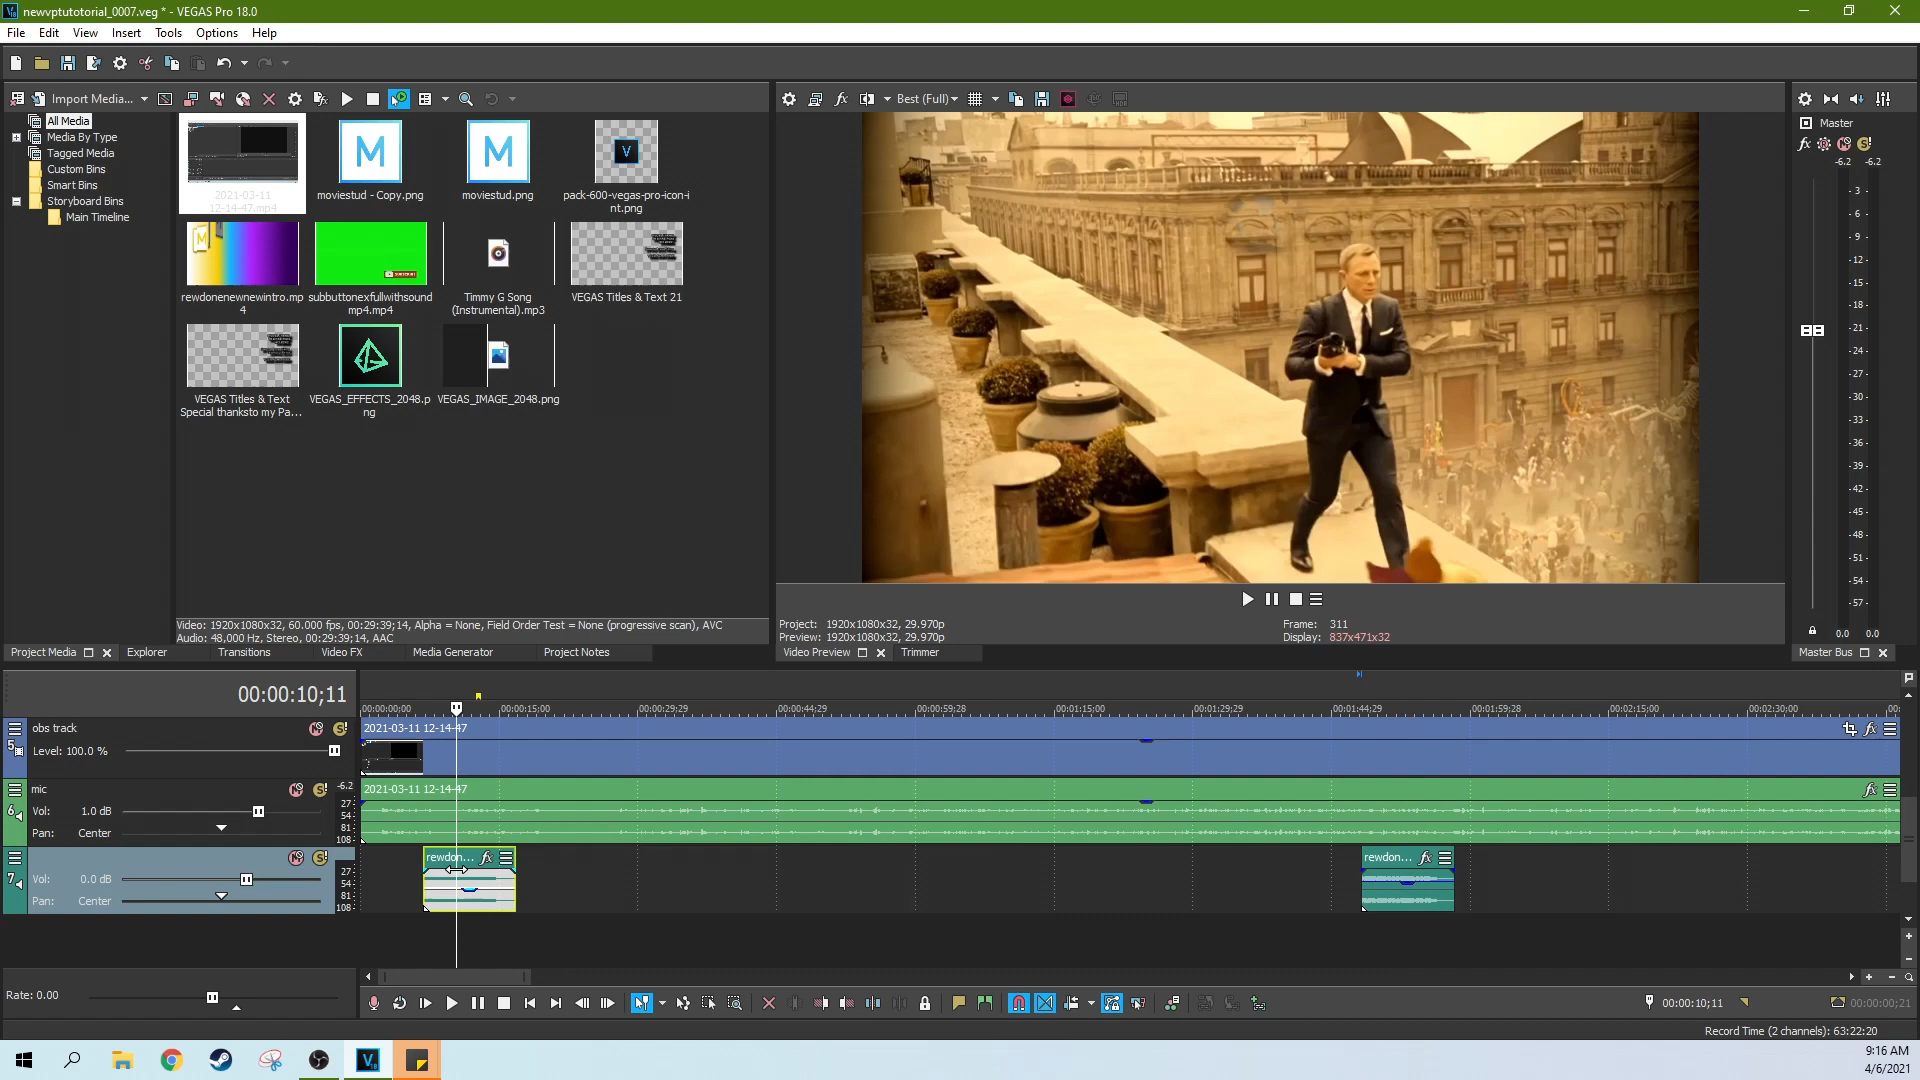 newvptutotorial_0007.veg * - VEGAS Pro 18.0
File Edit View Insert Tools Options Help
Import Media...
All Media
Media By Type
Tagged Media
Custom Bins
Smart Bins
Storyboard Bins
Main Timeline
2021-03-11
12-14-47.mp4
moviestud - Copy.png
moviestud.png
pack-600-vegas-pro-icon-i
nt.png
rewdonenewnewintro.mp
4
subbuttonexfullwithsound
mp4.mp4
Timmy G Song
(Instrumental).mp3
VEGAS Titles & Text 21
VEGAS Titles & Text
Special thanksto my Pa...
VEGAS_EFFECTS_2048.p
ng
VEGAS_IMAGE_2048.png
Video: 1920x1080x32, 60.000 fps, 00:29:39;14, Alpha = None, Field Order Test = None (progressive scan), AVC
Audio: 48,000 Hz, Stereo, 00:29:39;14, AAC
Project Media Explorer Transitions Video FX Media Generator Project Notes
Best (Full)
Project: 1920x1080x32, 29.970p
Preview: 1920x1080x32, 29.970p
Frame: 311
Display: 837x471x32
Video Preview Trimmer
Master
fx
-6.2 -6.2
- 3 -
- 6 -
- 9 -
- 12 -
- 15 -
- 18 -
- 21 -
- 24 -
- 27 -
- 30 -
- 33 -
- 36 -
- 39 -
- 42 -
- 45 -
- 48 -
- 51 -
- 54 -
- 57 -
0.0 0.0
Master Bus
00:00:10;11
00:00:00;00 00:00:15;00 00:00:29;29 00:00:44;29 00:00:59;28 00:01:15;00 00:01:29;29 00:01:44;29 00:01:59;28 00:02:15;00 00:02:30;00 00:
5
obs track
Level: 100.0 %
2021-03-11 12-14-47
6
mic
Vol: 1.0 dB
Pan: Center
-6.2
27-
54-
81-
108-
2021-03-11 12-14-47
7
Vol: 0.0 dB
Pan: Center
27-
54-
81-
108-
rewdon... fx
rewdon... fx
Rate: 0.00
00:00:10;11
00:00:00;21
Record Time (2 channels): 63:22:20
9:16 AM
4/6/2021